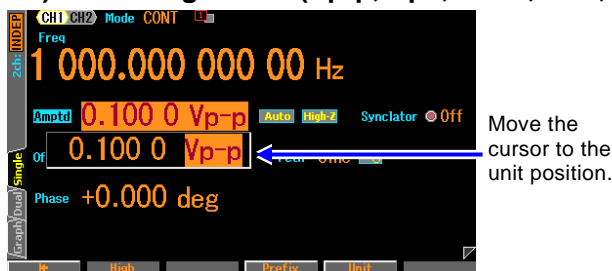 CH1 CH2 Mode CONT
2ch: INDEP
Freq
1 000.000 000 00 Hz
Amptd 0.100 0 Vp-p Auto High-Z Synclator Off
Of 0.100 0 Vp-p
Phase +0.000 deg
Single
Dual
Graph
High Prefix Unit
Move the
cursor to the
unit position.